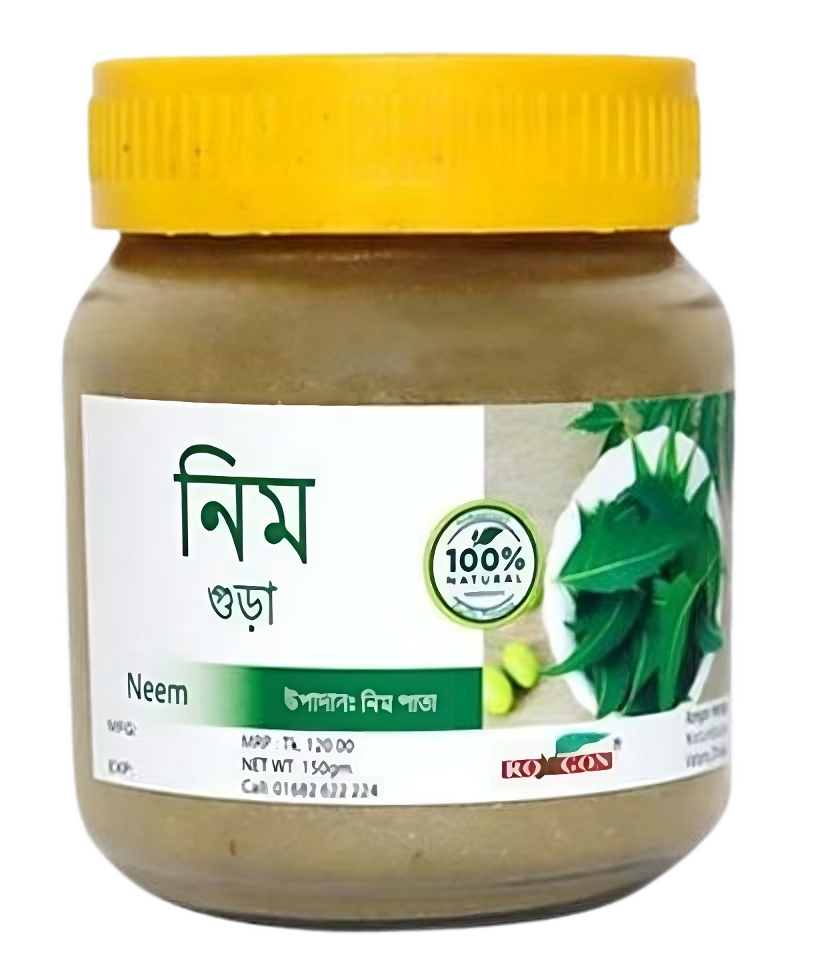 নিম
গুড়া
100%
NATURAL
Neem
উপাদানঃ নিম পাতা
MFG:
MRP : Tk. 120.00
EXP:
NET WT 150gm
Call: 01682 622 224